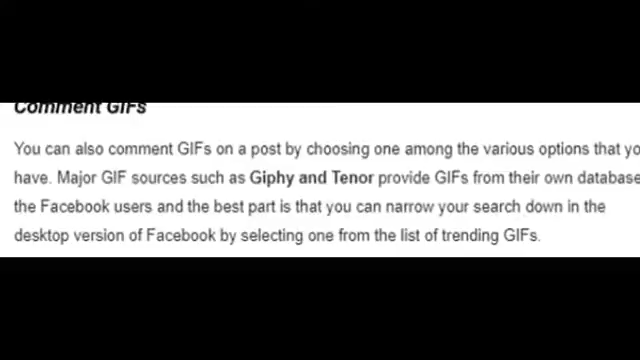 Comment GIFs
You can also comment GIFs on a post by choosing one among the various options that yo
have. Major GIF sources such as Giphy and Tenor provide GIFs from their own database
the Facebook users and the best part is that you can narrow your search down in the
desktop version of Facebook by selecting one from the list of trending GIFs.